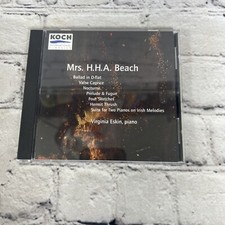 KOCH
Mrs. H.H.A. Beach
Ballad in D-flat
Valse Caprice
Nocturne
Prelude & Fugue
Four Sketches
Hermit Thrush
Suite for Two Pianos on Irish Melodies
Virginia Eskin, piano